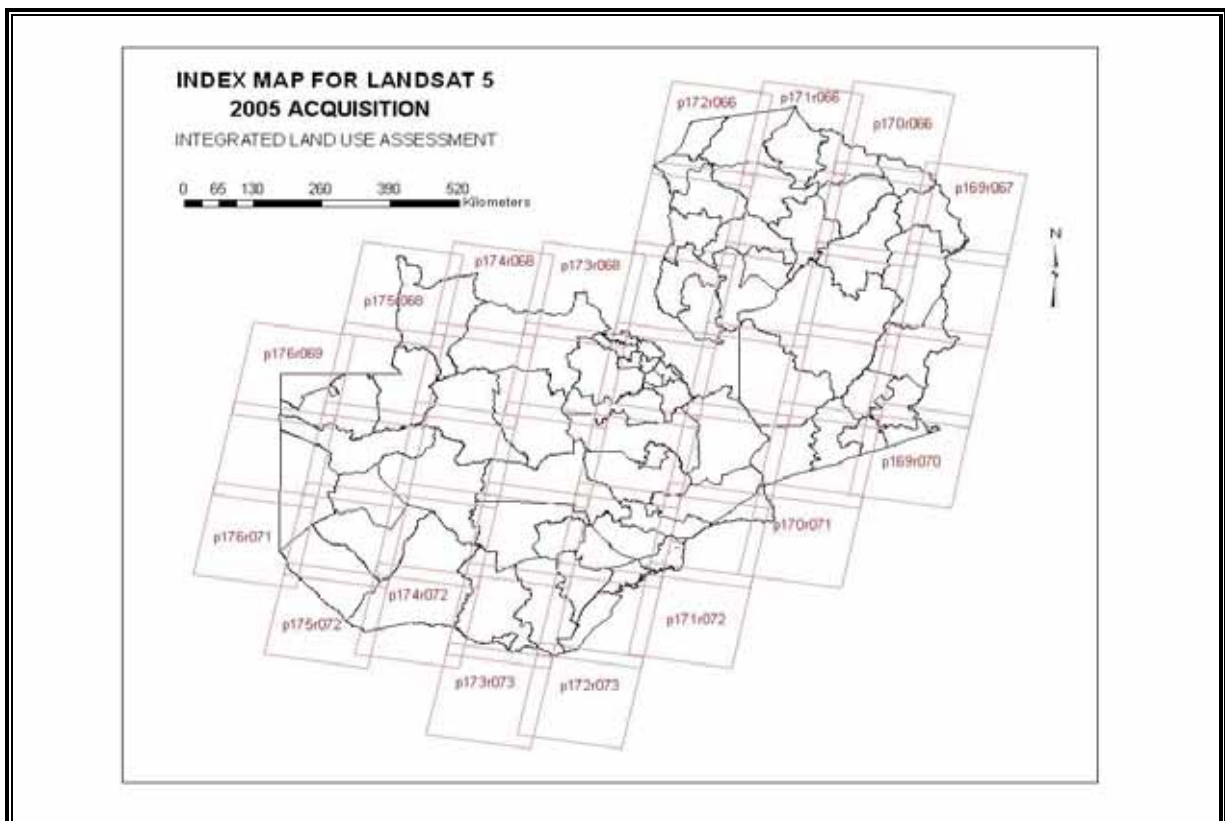 INDEX MAP FOR LANDSAT 5
2005 ACQUISITION
INTEGRATED LAND USE ASSESSMENT
0 65 130 260 390 520
Kilometers
N
p172r066
p171r066
p170r066
p169r067
p174r068
p173r068
p175r068
p176r069
p169r070
p176r071
p170r071
p174r072
p175r072
p171r072
p173r073
p172r073